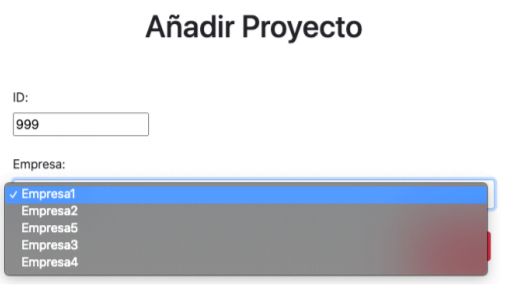 Añadir Proyecto
ID:
999
Empresa:
✓ Empresa1
Empresa2
Empresa5
Empresa3
Empresa4